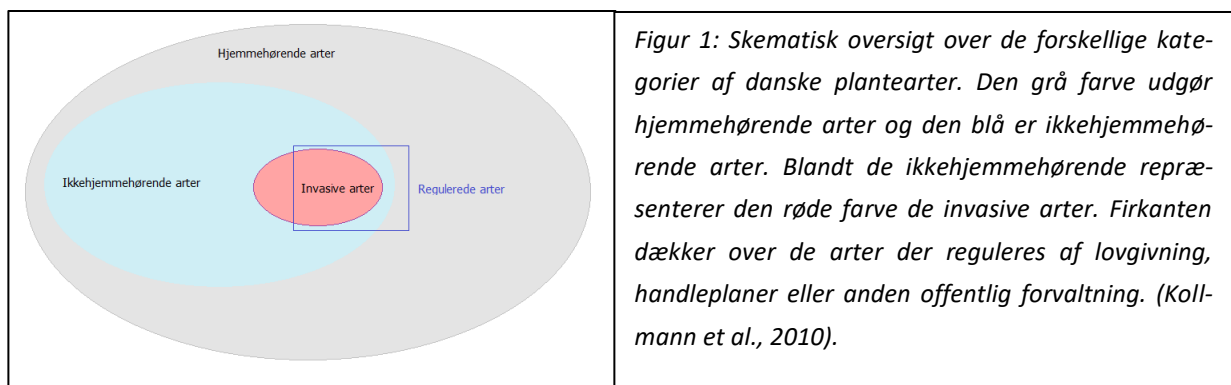 Hjemmehørende arter
Ikkehjemmehørende arter
Invasive arter
Regulerede arter
Figur 1: Skematisk oversigt over de forskellige kate-
gorier af danske plantearter. Den grå farve udgør
hjemmehørende arter og den blå er ikkehjemmehø-
rende arter. Blandt de ikkehjemmehørende repræ-
senterer den røde farve de invasive arter. Firkanten
dækker over de arter der reguleres af lovgivning,
handleplaner eller anden offentlig forvaltning. (Koll-
mann et al., 2010).